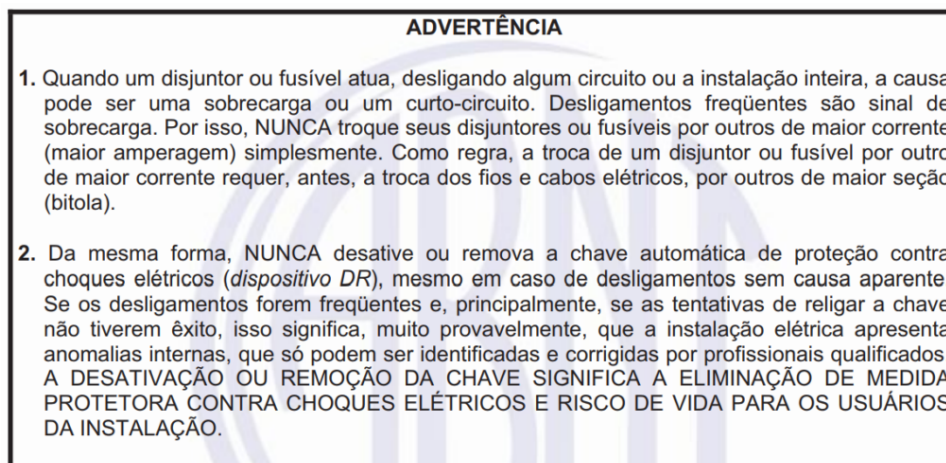 ADVERTÊNCIA
1. Quando um disjuntor ou fusível atua, desligando algum circuito ou a instalação inteira, a causa
pode ser uma sobrecarga ou um curto-circuito. Desligamentos freqüentes são sinal de
sobrecarga. Por isso, NUNCA troque seus disjuntores ou fusíveis por outros de maior corrente
(maior amperagem) simplesmente. Como regra, a troca de um disjuntor ou fusível por outro
de maior corrente requer, antes, a troca dos fios e cabos elétricos, por outros de maior seção
(bitola).
2. Da mesma forma, NUNCA desative ou remova a chave automática de proteção contra
choques elétricos (dispositivo DR), mesmo em caso de desligamentos sem causa aparente.
Se os desligamentos forem freqüentes e, principalmente, se as tentativas de religar a chave
não tiverem êxito, isso significa, muito provavelmente, que a instalação elétrica apresenta
anomalias internas, que só podem ser identificadas e corrigidas por profissionais qualificados.
A DESATIVAÇÃO OU REMOÇÃO DA CHAVE SIGNIFICA A ELIMINAÇÃO DE MEDIDA
PROTETORA CONTRA CHOQUES ELÉTRICOS E RISCO DE VIDA PARA OS USUÁRIOS
DA INSTALAÇÃO.